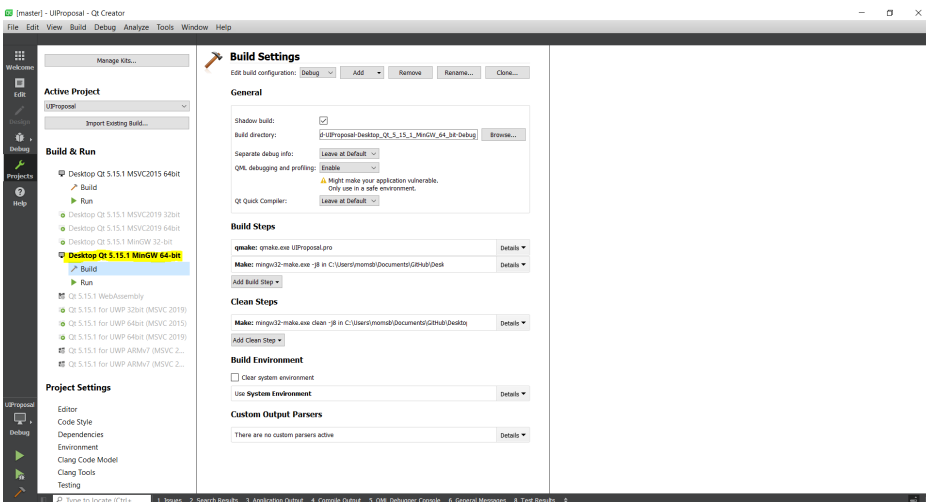 [master] - UIProposal - Qt Creator
File Edit View Build Debug Analyze Tools Window Help
Welcome
Edit
Design
Debug
Projects
Help
UIProposal
Debug
Manage Kits...
Active Project
UIProposal
Import Existing Build...
Build & Run
Desktop Qt 5.15.1 MSVC2015 64bit
Build
Run
Desktop Qt 5.15.1 MSVC2019 32bit
Desktop Qt 5.15.1 MSVC2019 64bit
Desktop Qt 5.15.1 MinGW 32-bit
Desktop Qt 5.15.1 MinGW 64-bit
Build
Run
Qt 5.15.1 WebAssembly
Qt 5.15.1 for UWP 32bit (MSVC 2019)
Qt 5.15.1 for UWP 64bit (MSVC 2015)
Qt 5.15.1 for UWP 64bit (MSVC 2019)
Qt 5.15.1 for UWP ARMv7 (MSVC 2...
Qt 5.15.1 for UWP ARMv7 (MSVC 2...
Project Settings
Editor
Code Style
Dependencies
Environment
Clang Code Model
Clang Tools
Testing
Build Settings
Edit build configuration: Debug Add Remove Rename... Clone...
General
Shadow build:
Build directory: d-UIProposal-Desktop_Qt_5_15_1_MinGW_64_bit-Debug Browse...
Separate debug info: Leave at Default
QML debugging and profiling: Enable
Might make your application vulnerable.
Only use in a safe environment.
Qt Quick Compiler: Leave at Default
Build Steps
qmake: qmake.exe UIProposal.pro Details
Make: mingw32-make.exe -j8 in C:\Users\momsb\Documents\GitHub\Desk Details
Add Build Step
Clean Steps
Make: mingw32-make.exe clean -j8 in C:\Users\momsb\Documents\GitHub\Desktop Details
Add Clean Step
Build Environment
Clear system environment
Use System Environment Details
Custom Output Parsers
There are no custom parsers active Details
Type to locate (Ctrl+ 1 Issues 2 Search Results 3 Application Output 4 Compile Output 5 QML Debugger Console 6 General Messages 8 Test Results